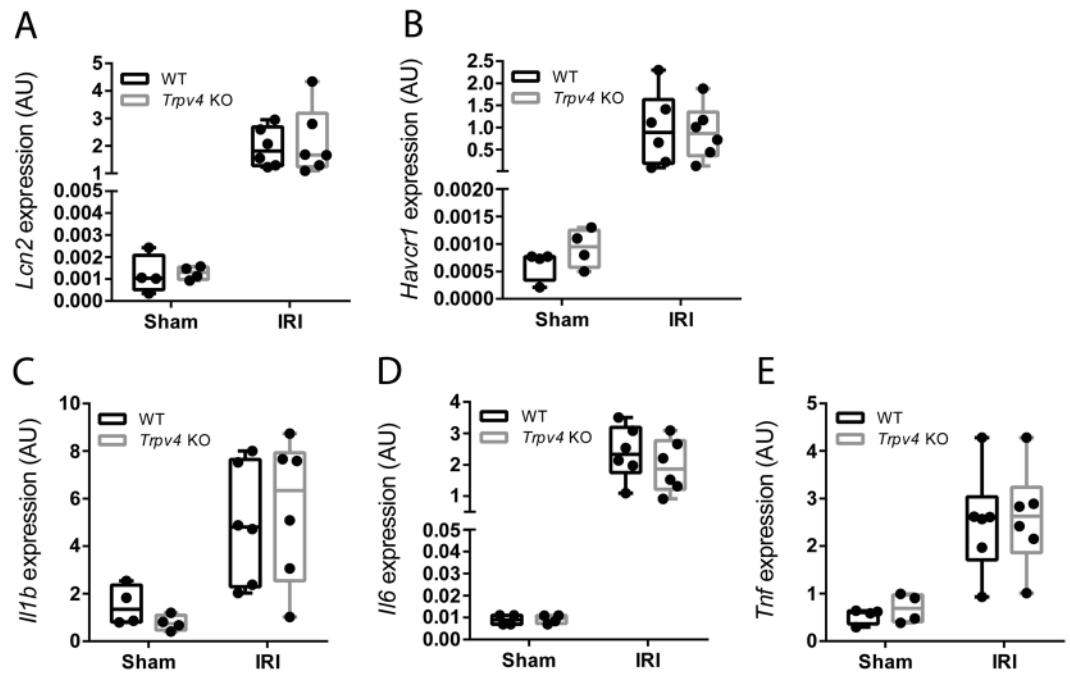 A
Lcn2 expression (AU)
5
4
3
2
1
0.005
0.004
0.003
0.002
0.001
0.000
WT
Trpv4 KO
Sham IRI
B
Havcr1 expression (AU)
2.5
2.0
1.5
1.0
0.5
0.0020
0.0015
0.0010
0.0005
0.0000
WT
Trpv4 KO
Sham IRI
C
Il1b expression (AU)
10
8
6
4
2
0
WT
Trpv4 KO
Sham IRI
D
Il6 expression (AU)
4
3
2
1
0.05
0.04
0.03
0.02
0.01
0.00
WT
Trpv4 KO
Sham IRI
E
Tnf expression (AU)
5
4
3
2
1
0
WT
Trpv4 KO
Sham IRI